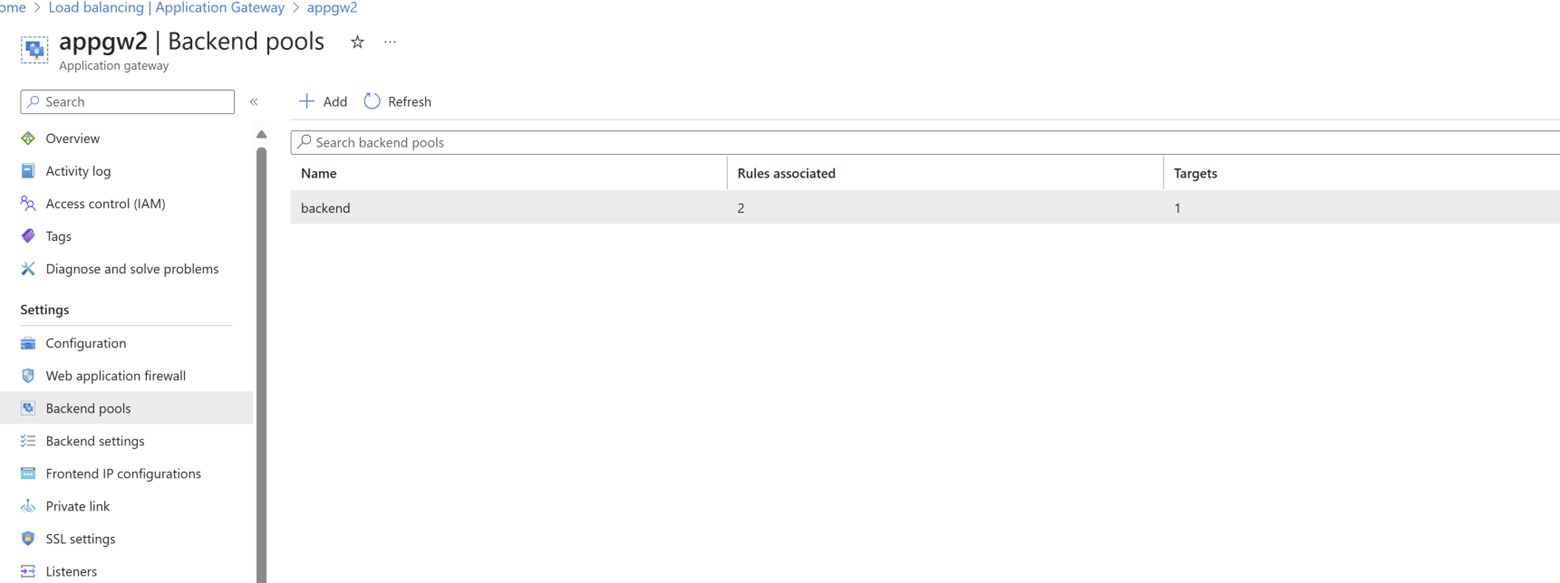 ome > Load balancing | Application Gateway > appgw2
appgw2 | Backend pools ☆ ...
Application gateway
Search «
Add Refresh
Search backend pools
Name Rules associated Targets
backend 2 1
Overview
Activity log
Access control (IAM)
Tags
Diagnose and solve problems
Settings
Configuration
Web application firewall
Backend pools
Backend settings
Frontend IP configurations
Private link
SSL settings
Listeners